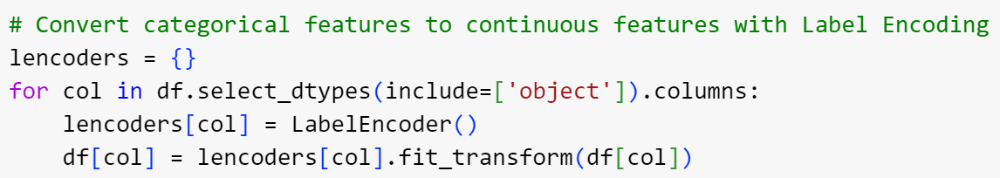 # Convert categorical features to continuous features with Label Encoding
lencoders = {}
for col in df.select_dtypes(include=['object']).columns:
    lencoders[col] = LabelEncoder()
    df[col] = lencoders[col].fit_transform(df[col])